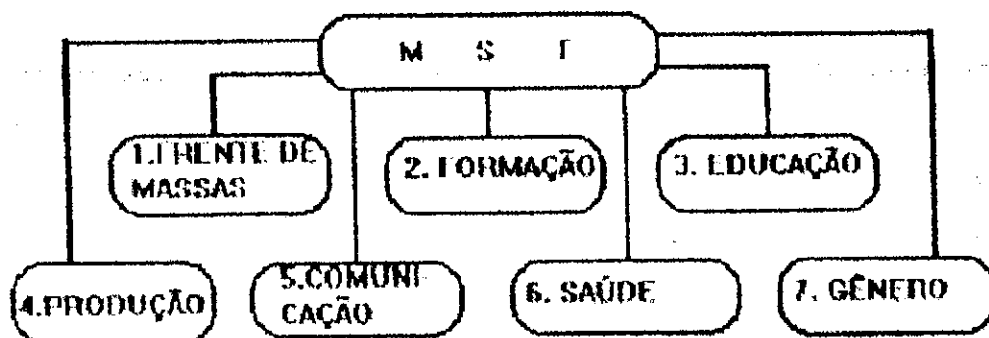 M S T
1.FRENTE DE
MASSAS
2. FORMAÇÃO
3. EDUCAÇÃO
4.PRODUÇÃO
5.COMUNI-
CAÇÃO
6. SAÚDE
7. GÊNERO